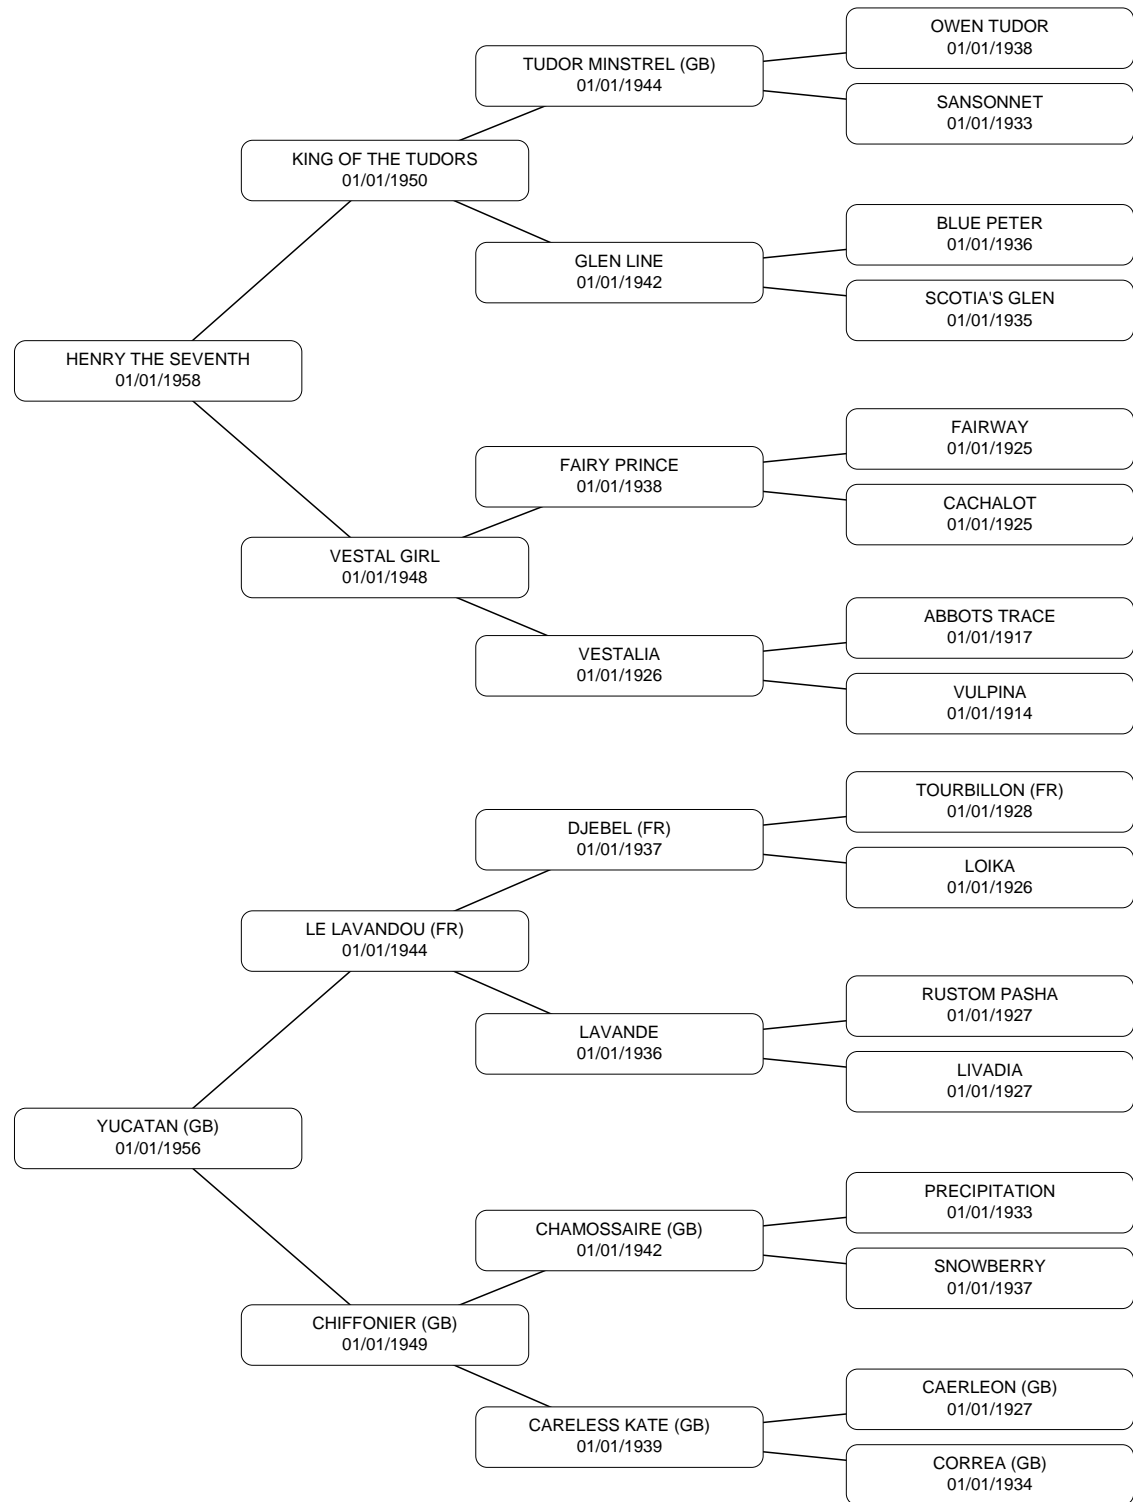 OWEN TUDOR
01/01/1938
TUDOR MINSTREL (GB)
01/01/1944
SANSONNET
01/01/1933
KING OF THE TUDORS
01/01/1950
BLUE PETER
01/01/1936
GLEN LINE
01/01/1942
SCOTIA'S GLEN
01/01/1935
HENRY THE SEVENTH
01/01/1958
FAIRWAY
01/01/1925
FAIRY PRINCE
01/01/1938
CACHALOT
01/01/1925
VESTAL GIRL
01/01/1948
ABBOTS TRACE
01/01/1917
VESTALIA
01/01/1926
VULPINA
01/01/1914
TOURBILLON (FR)
01/01/1928
DJEBEL (FR)
01/01/1937
LOIKA
01/01/1926
LE LAVANDOU (FR)
01/01/1944
RUSTOM PASHA
01/01/1927
LAVANDE
01/01/1936
LIVADIA
01/01/1927
YUCATAN (GB)
01/01/1956
PRECIPITATION
01/01/1933
CHAMOSSAIRE (GB)
01/01/1942
SNOWBERRY
01/01/1937
CHIFFONIER (GB)
01/01/1949
CAERLEON (GB)
01/01/1927
CARELESS KATE (GB)
01/01/1939
CORREA (GB)
01/01/1934